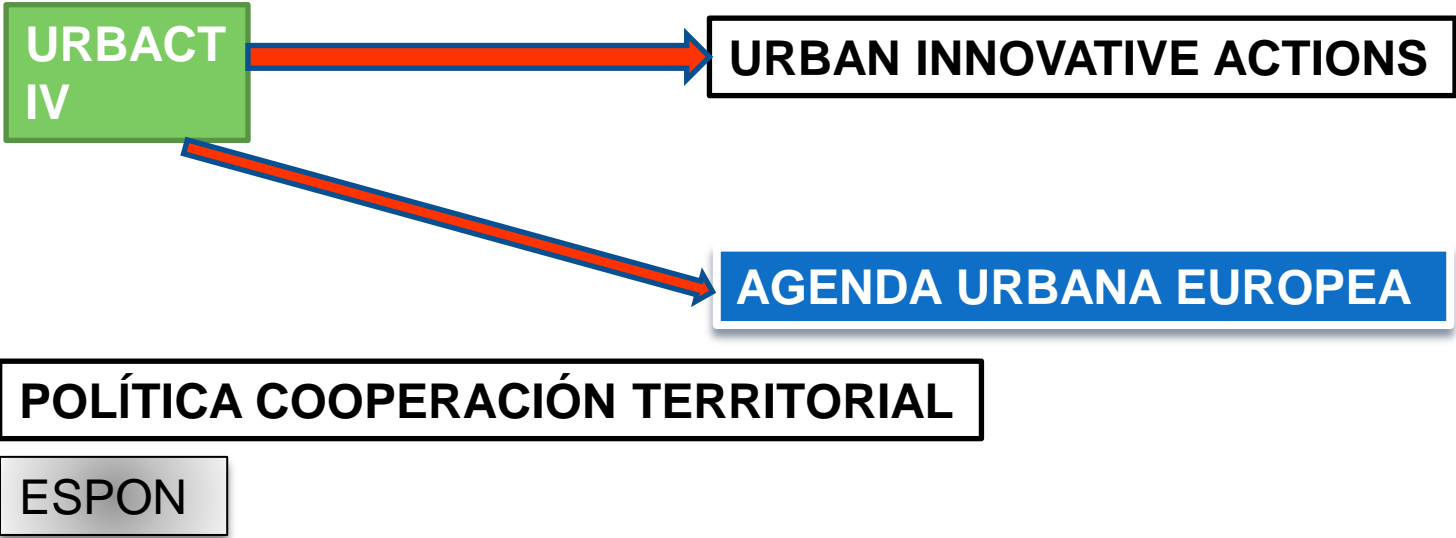 URBACT
IV
URBAN INNOVATIVE ACTIONS
AGENDA URBANA EUROPEA
POLÍTICA COOPERACIÓN TERRITORIAL
ESPON